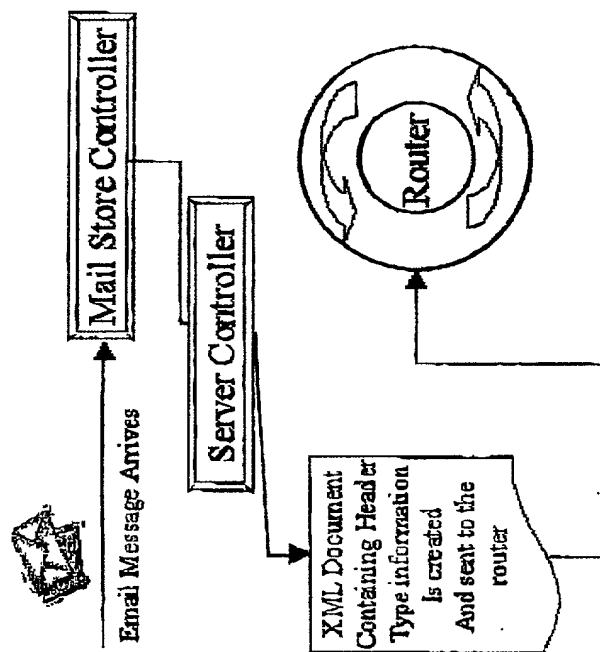 Email Message Arrives
Mail Store Controller
Server Controller
XML Document
Containing Header
Type information
Is created
And sent to the
router
Router